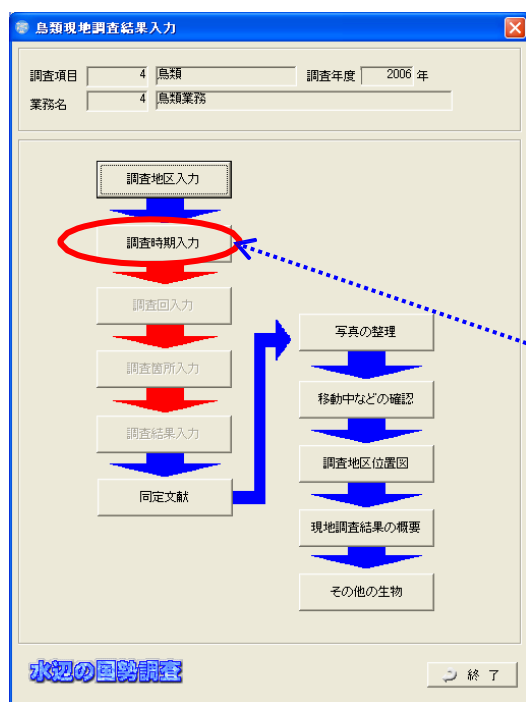 鳥類現地調査結果入力
調査項目 4 鳥類 調査年度 2006 年
業務名 4 鳥類業務
調査地区入力
調査時期入力
調査回入力
調査箇所入力
調査結果入力
同定文献
写真の整理
移動中などの確認
調査地区位置図
現地調査結果の概要
その他の生物
水辺の国勢調査
終了